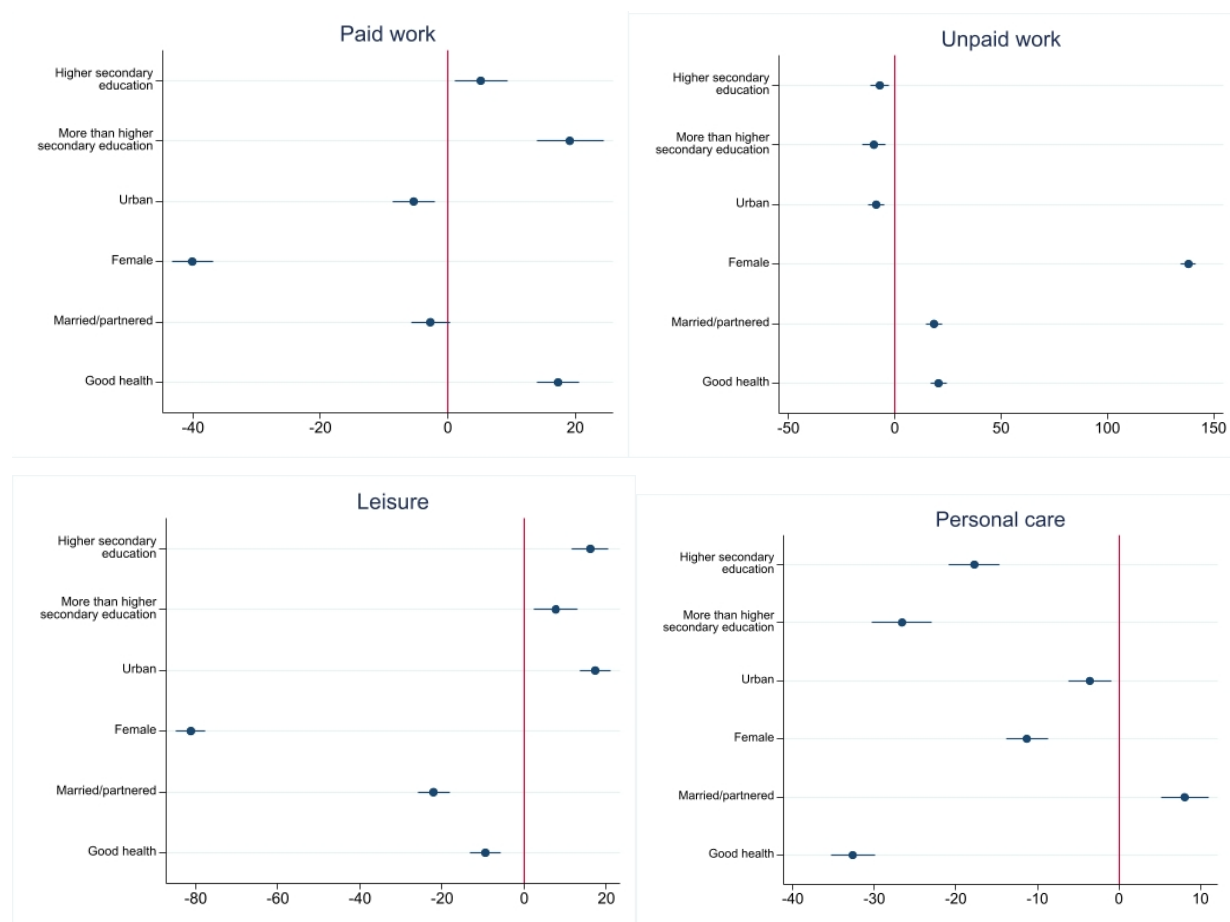 Paid work
Higher secondary
education
More than higher
secondary education
Urban
Female
Married/partnered
Good health
-40
-20
0
20
Unpaid work
Higher secondary
education
More than higher
secondary education
Urban
Female
Married/partnered
Good health
-50
0
50
100
150
Leisure
Higher secondary
education
More than higher
secondary education
Urban
Female
Married/partnered
Good health
-80
-60
-40
-20
0
20
Personal care
Higher secondary
education
More than higher
secondary education
Urban
Female
Married/partnered
Good health
-40
-30
-20
-10
0
10